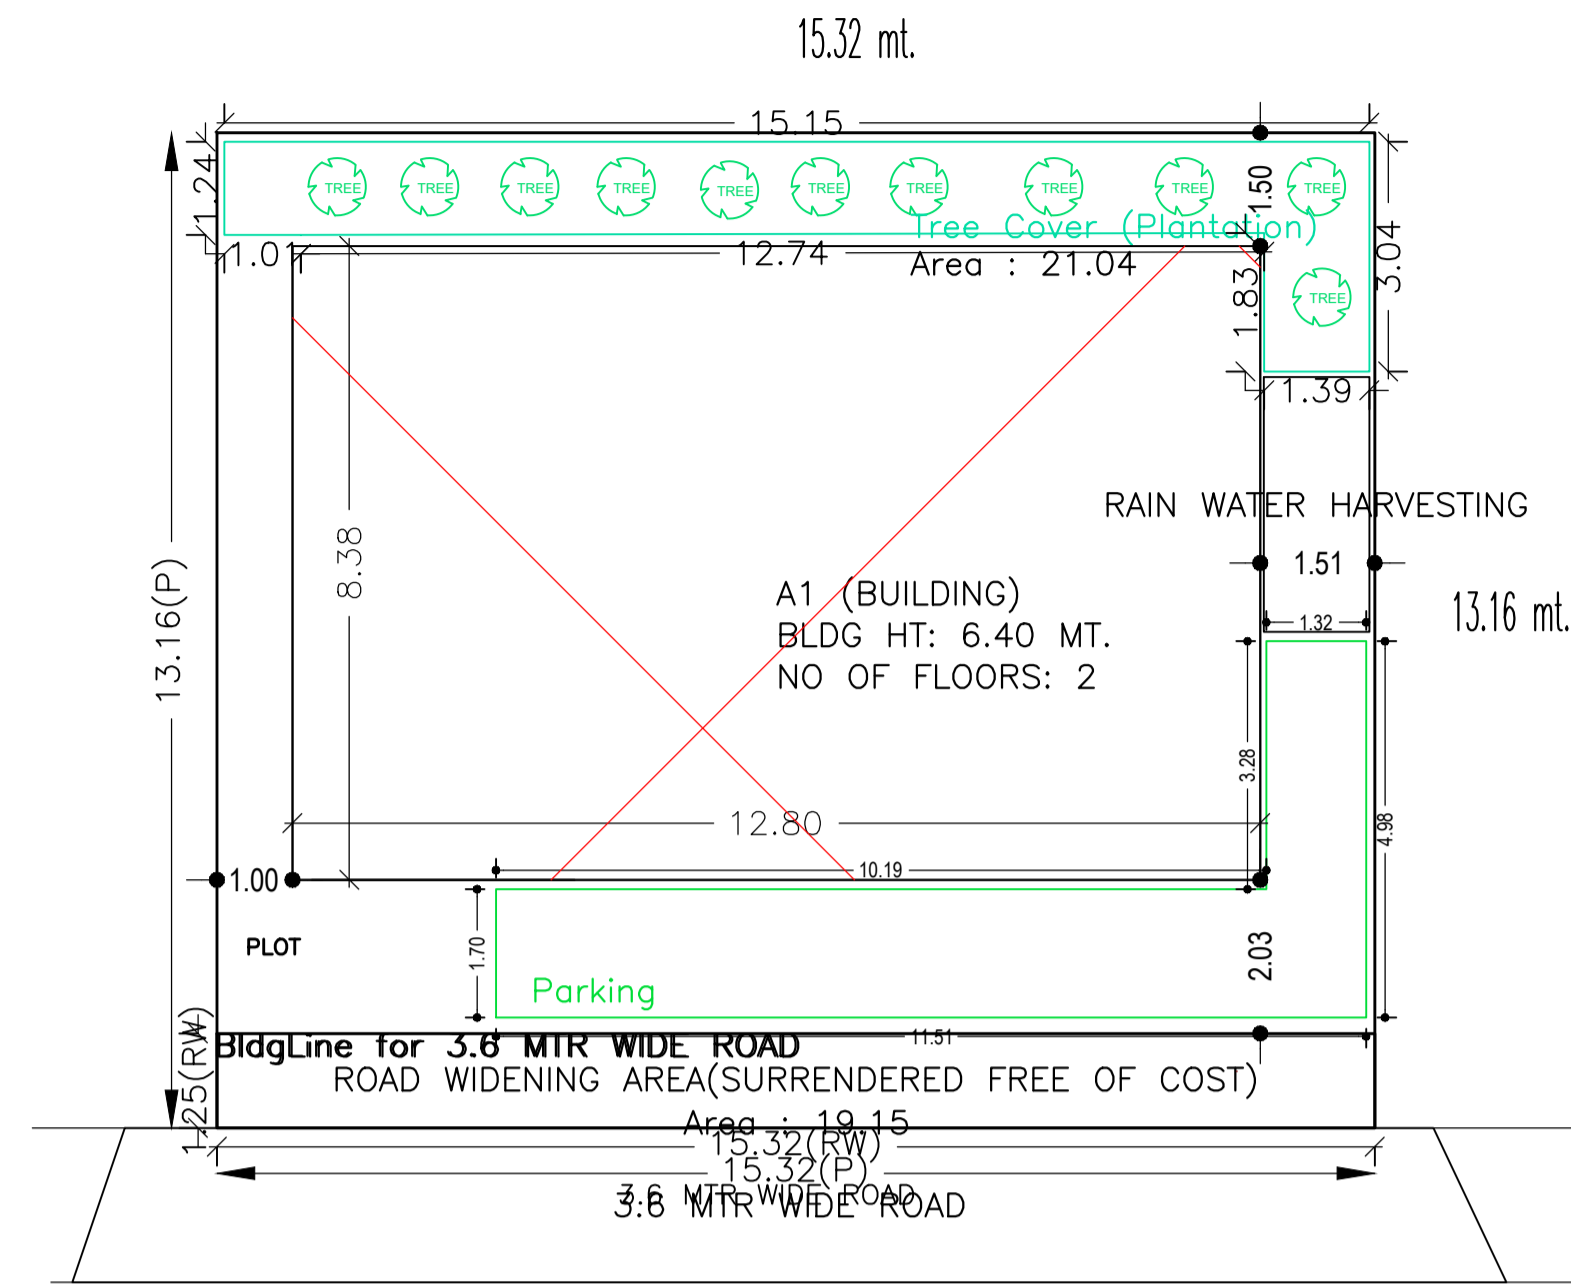 15.32 mt.
15.15
1.24
TREE TREE TREE TREE TREE TREE TREE TREE TREE TREE
1.50
Tree Cover (Plantation)
1.01
12.74
Area : 21.04
3.04
1.83
TREE
1.39
RAIN WATER HARVESTING
8.38
1.51
13.16(P)
A1 (BUILDING)
BLDG HT: 6.40 MT.
NO OF FLOORS: 2
13.16 mt.
1.32
3.28
12.80
4.98
10.19
1.00
PLOT
1.70
2.03
Parking
1.25(RW)
BldgLine for 3.6 MTR WIDE ROAD
11.51
ROAD WIDENING AREA(SURRENDERED FREE OF COST)
Area : 19.15
15.32(RW)
15.32(P)
3.6 MTR WIDE ROAD
3.6 MTR WIDE ROAD